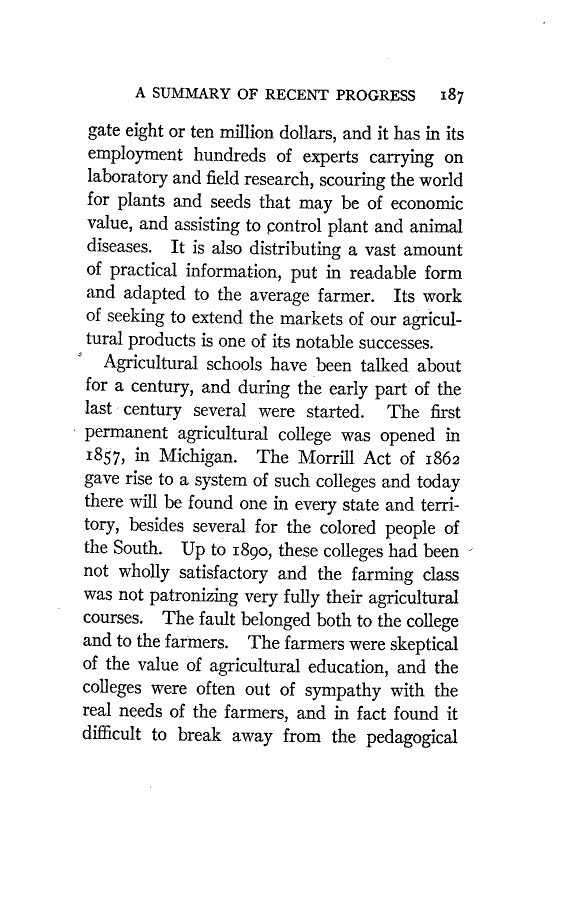 A SUMMARY OF RECENT PROGRESS 187
gate eight or ten million dollars, and it has in its
employment hundreds of experts carrying on
laboratory and field research, scouring the world
for plants and seeds that may be of economic
value, and assisting to control plant and animal
diseases. It is also distributing a vast amount
of practical information, put in readable form
and adapted to the average farmer. Its work
of seeking to extend the markets of our agricul-
tural products is one of its notable successes.
Agricultural schools have been talked about
for a century, and during the early part of the
last century several were started. The first
permanent agricultural college was opened in
1857, in Michigan. The Morrill Act of 1862
gave rise to a system of such colleges and today
there will be found one in every state and terri-
tory, besides several for the colored people of
the South. Up to 1890, these colleges had been
not wholly satisfactory and the farming class
was not patronizing very fully their agricultural
courses. The fault belonged both to the college
and to the farmers. The farmers were skeptical
of the value of agricultural education, and the
colleges were often out of sympathy with the
real needs of the farmers, and in fact found it
difficult to break away from the pedagogical